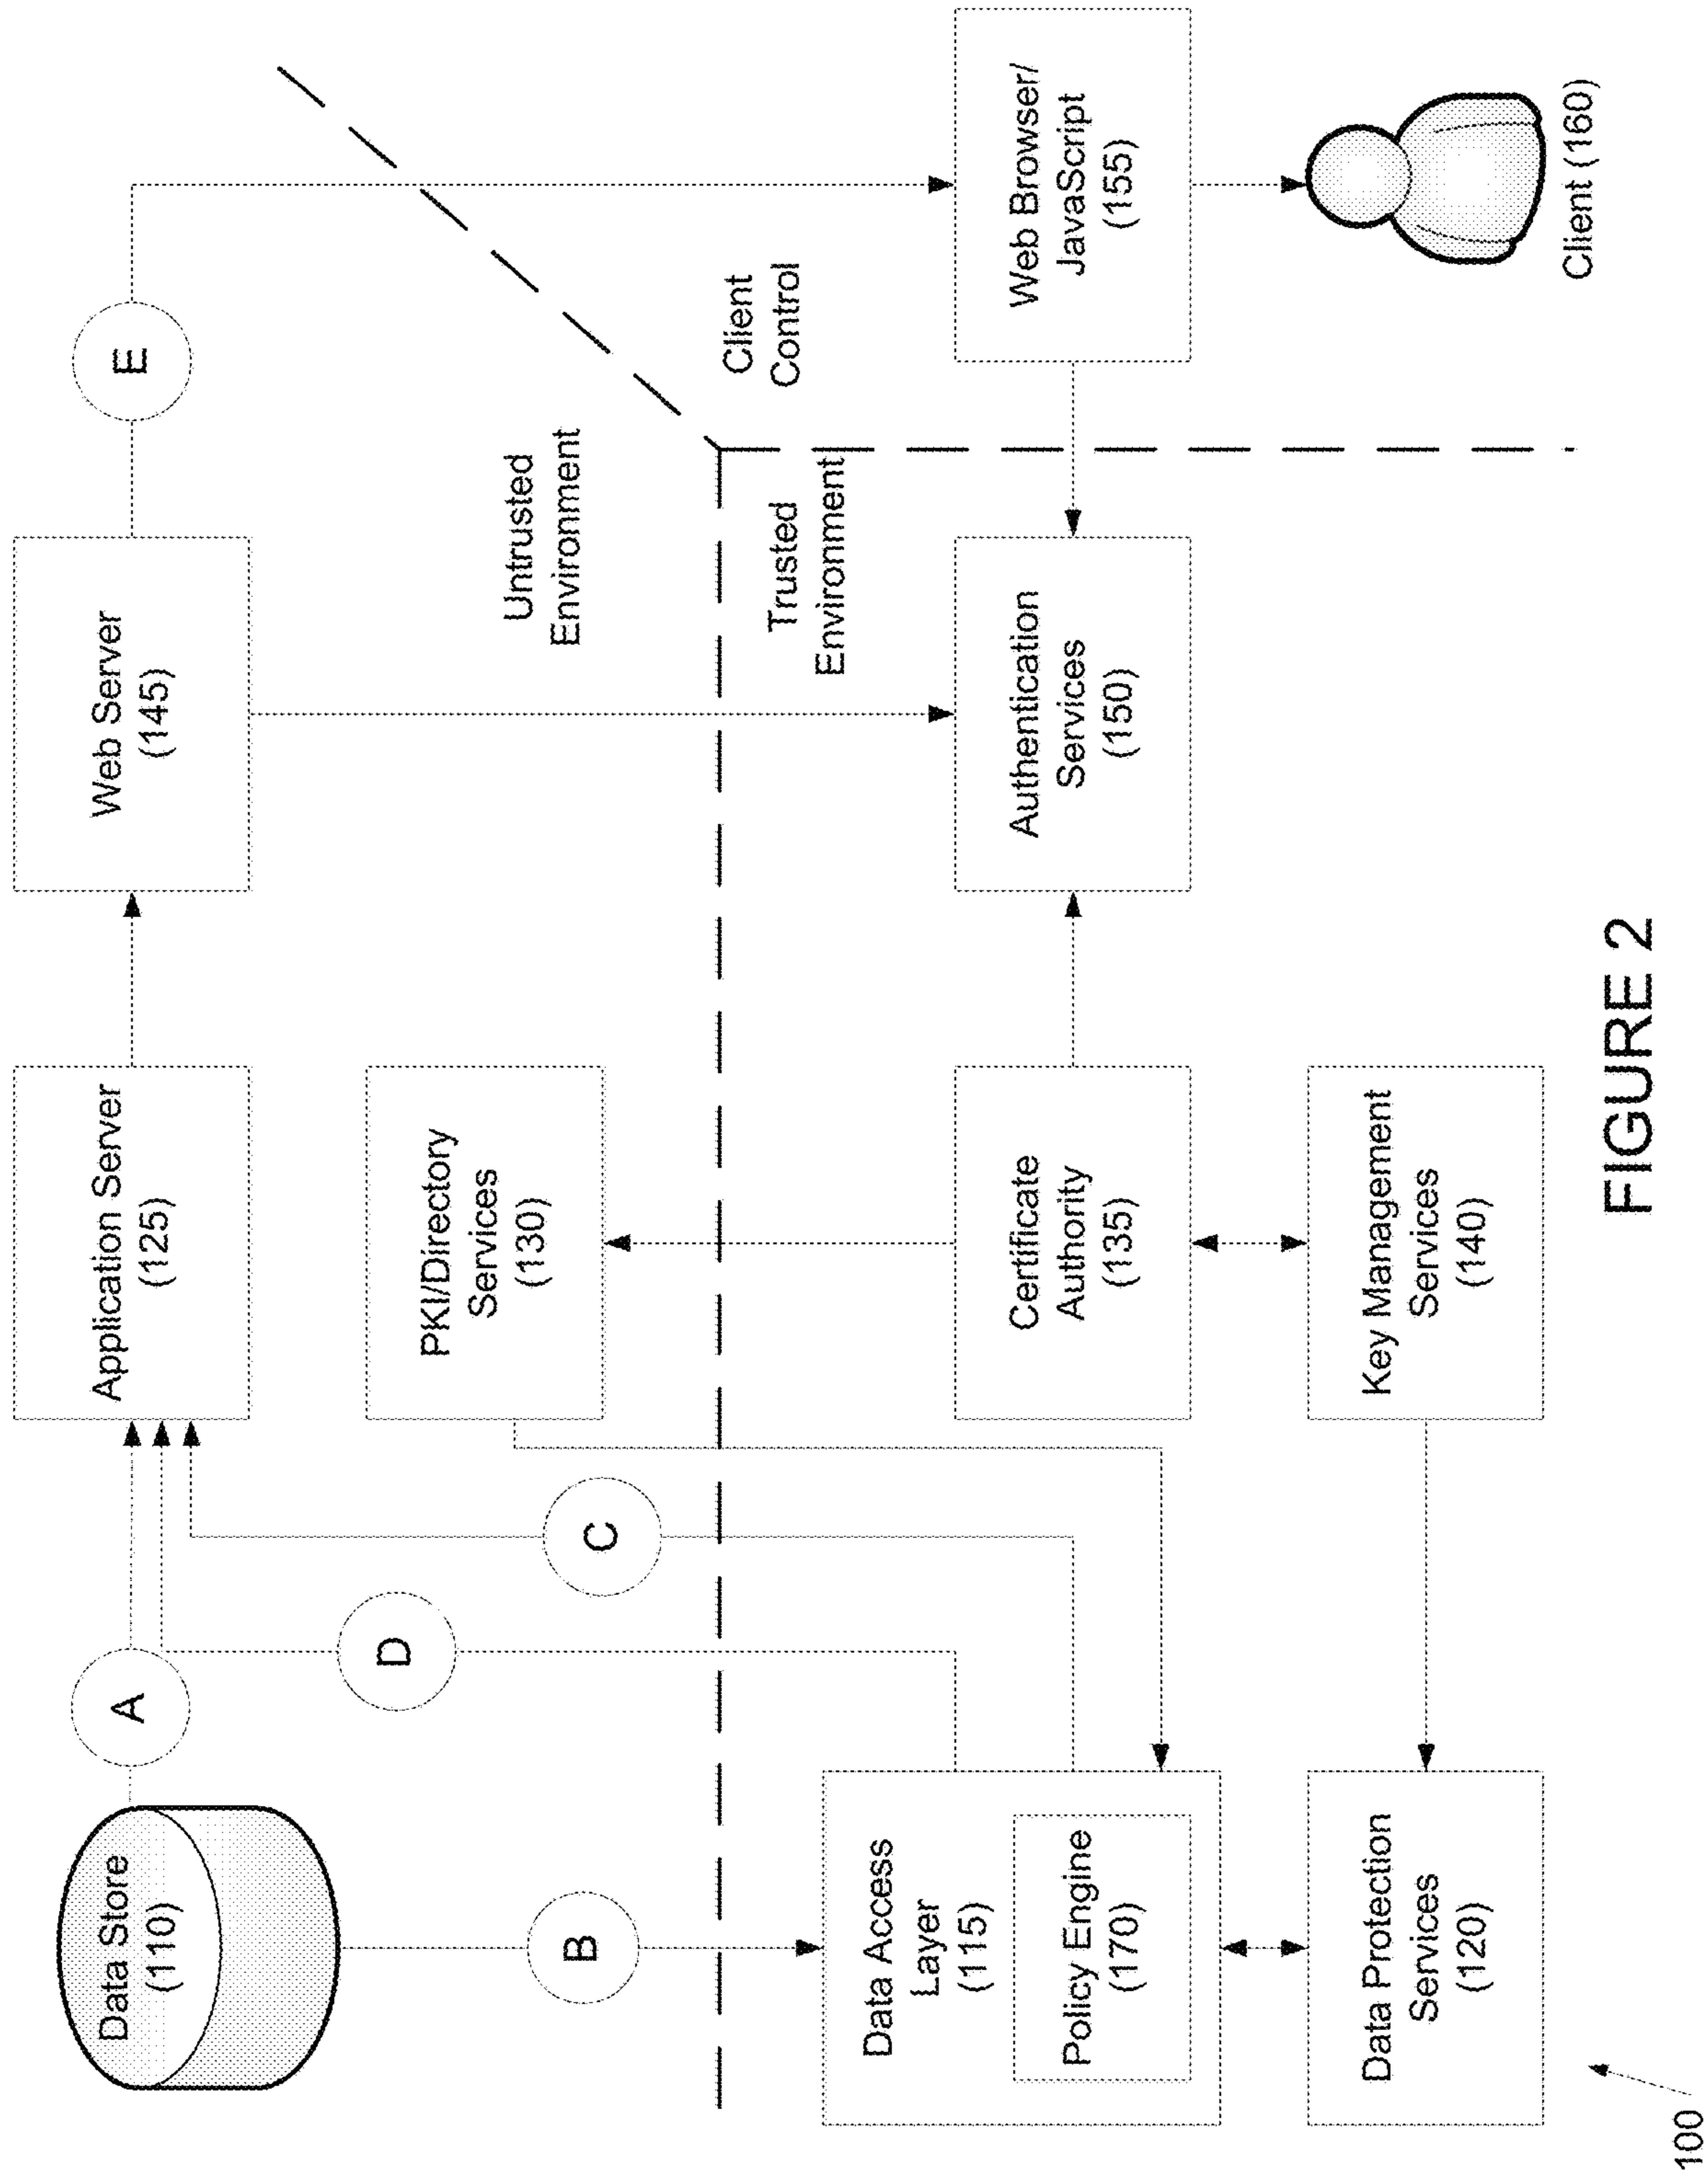 Data Store
(110)
A
Application Server
(125)
Web Server
(145)
E
D
C
B
PKI/Directory
Services
(130)
Untrusted
Environment
Client
Control
Trusted
Environment
Data Access
Layer
(115)
Policy Engine
(170)
Certificate
Authority
(135)
Authentication
Services
(150)
Web Browser/
JavaScript
(155)
Data Protection
Services
(120)
Key Management
Services
(140)
Client (160)
100
FIGURE 2